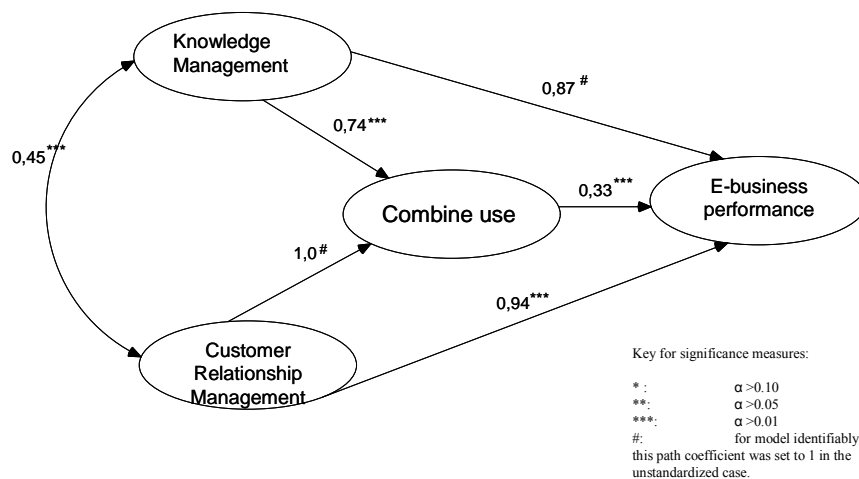 Knowledge
Management
0,87 #
0,74 ***
0,45 ***
Combine use
0,33 ***
E-business
performance
1,0 #
0,94 ***
Customer
Relationship
Management
Key for significance measures:
* : α >0.10
**: α >0.05
***: α >0.01
#: for model identifiably
this path coefficient was set to 1 in the
unstandardized case.